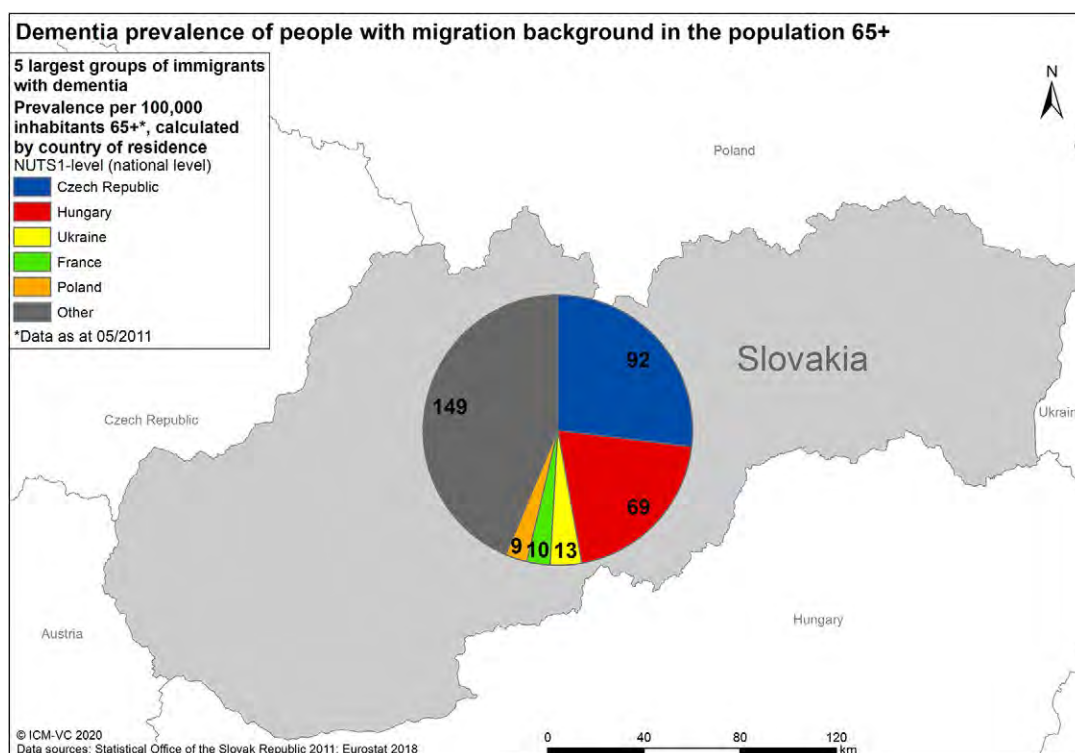 Dementia prevalence of people with migration background in the population 65+
5 largest groups of immigrants
with dementia
Prevalence per 100,000
inhabitants 65+*, calculated
by country of residence
NUTS1-level (national level)
Czech Republic
Hungary
Ukraine
France
Poland
Other
*Data as at 05/2011
N
Poland
92
Slovakia
149
Czech Republic
Ukrain
69
9
10
13
Hungary
Austria
© ICM-VC 2020
Data sources: Statistical Office of the Slovak Republic 2011; Eurostat 2018
0 40 80 120
km